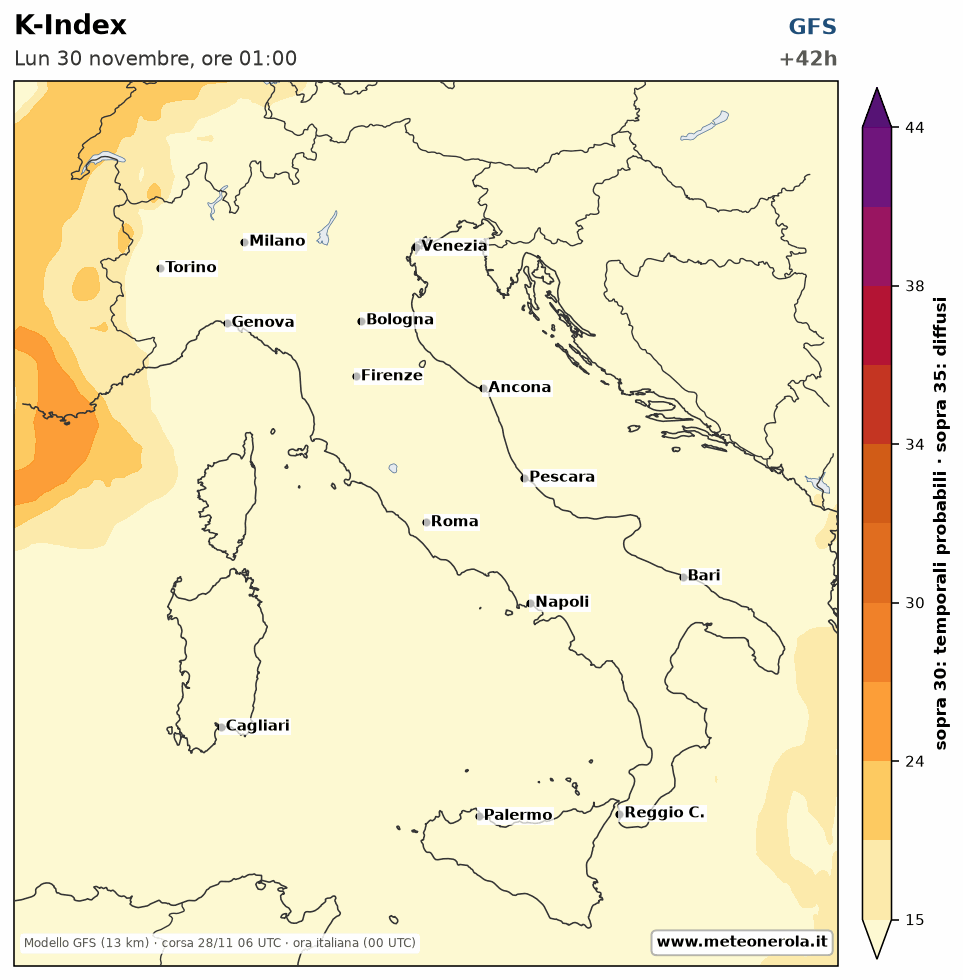 K-Index
GFS
Lun 30 novembre, ore 01:00
+42h
Milano
Venezia
Torino
Genova
Bologna
Firenze
Ancona
Pescara
Roma
Bari
Napoli
Cagliari
Palermo
Reggio C.
44
38
34
30
24
15
sopra 30: temporali probabili · sopra 35: diffusi
Modello GFS (13 km) · corsa 28/11 06 UTC · ora italiana (00 UTC)
www.meteonerola.it